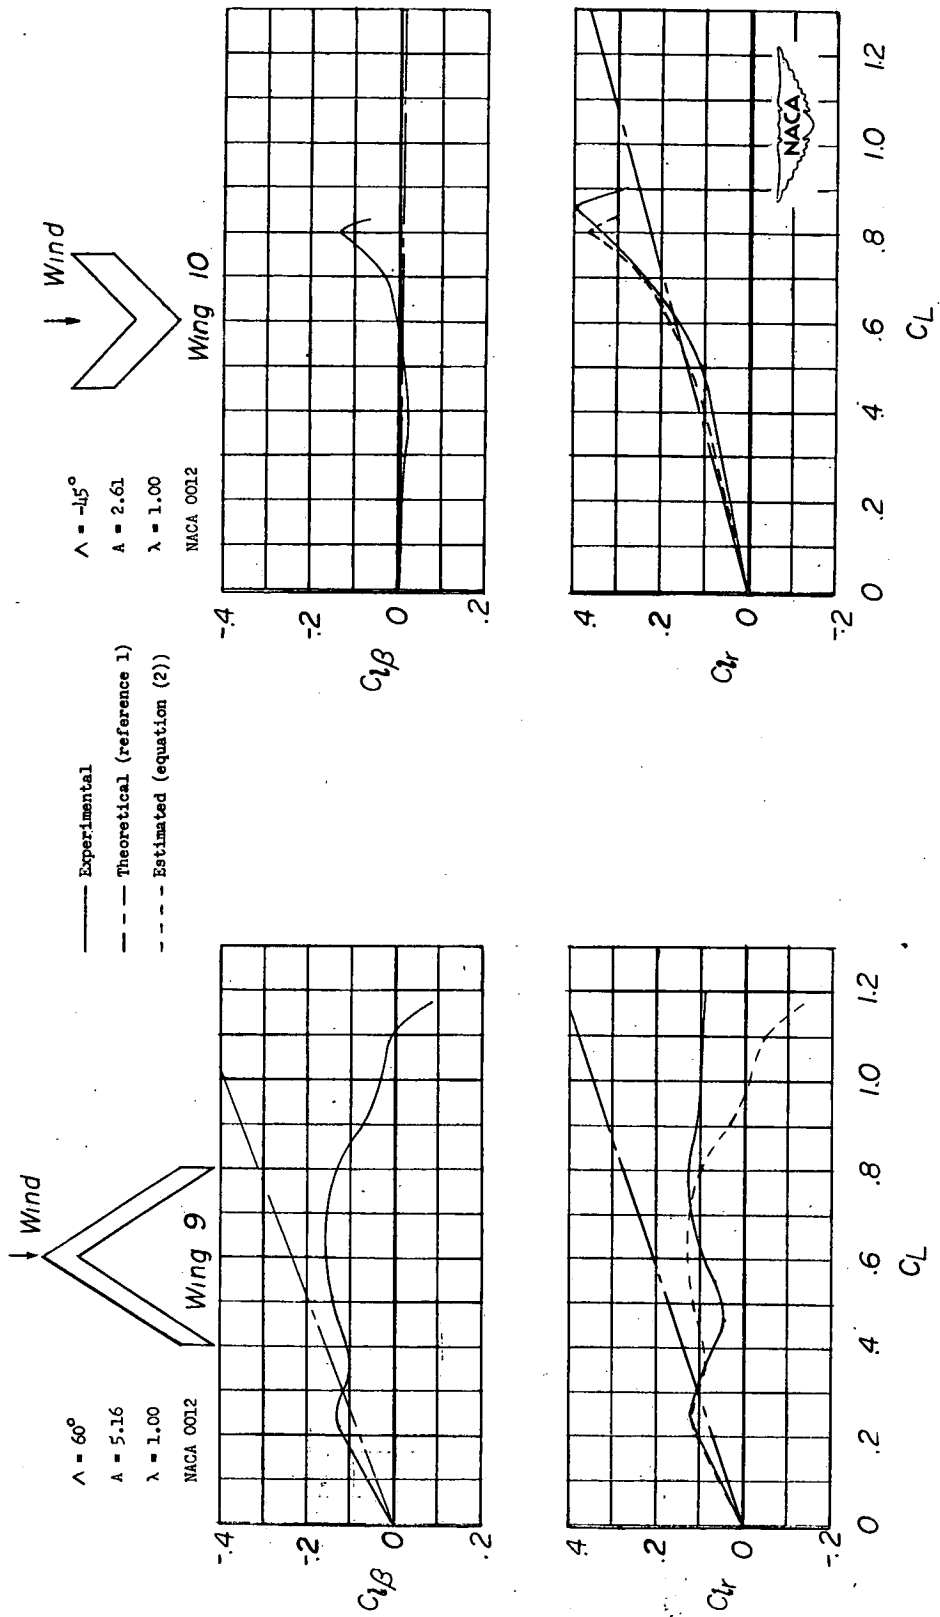 Wind
Λ = 60°
A = 5.16
λ = 1.00
NACA 0012
Wing 9
—— Experimental
— – — Theoretical (reference 1)
- - - - Estimated (equation (2))
Wind
Λ = -45°
A = 2.61
λ = 1.00
NACA 0012
Wing 10
-.4
-.2
0
.2
Clβ
-.4
-.2
0
.2
Clβ
.4
.2
0
-.2
Clr
0 .2 .4 .6 .8 1.0 1.2
CL
.4
.2
0
-.2
Clr
NACA
0 .2 .4 .6 .8 1.0 1.2
CL